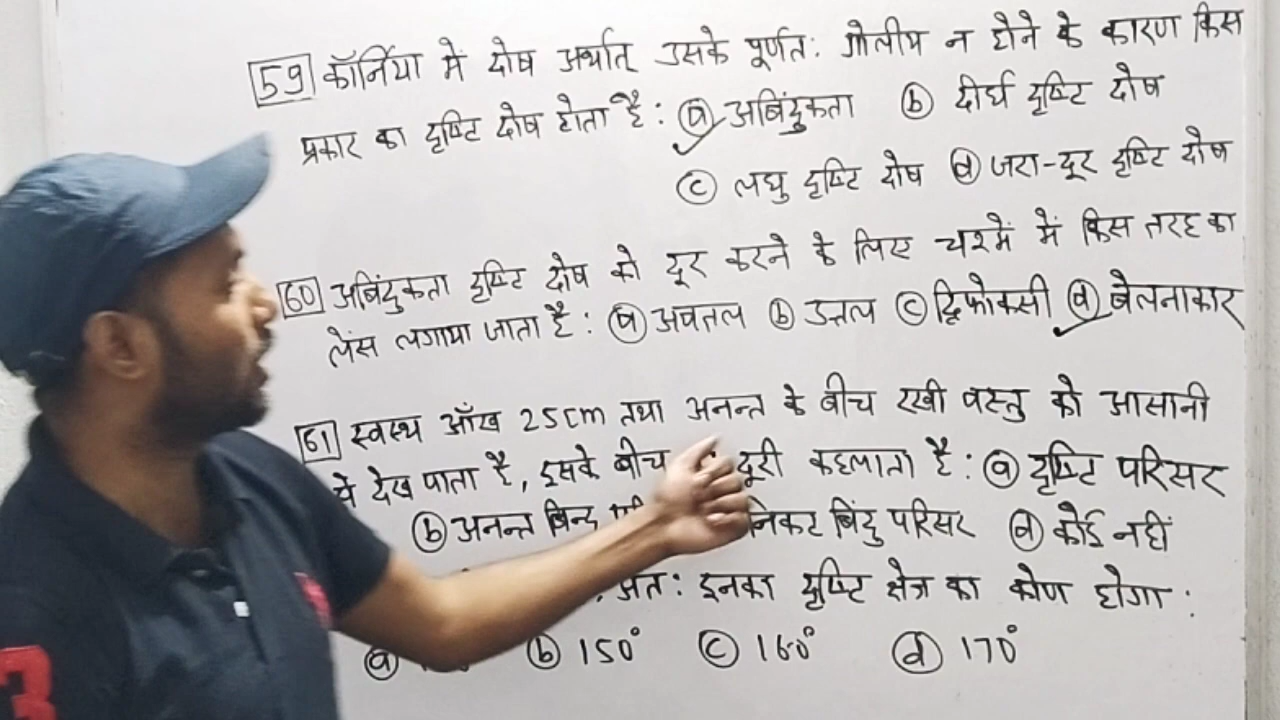 59 कॉर्निया में दोष अर्थात् उसके पूर्णत: गोलीय न होने के कारण किस
प्रकार का दृष्टि दोष होता है : (a) अबिंदुकता (b) दीर्घ दृष्टि दोष
(c) लघु दृष्टि दोष (d) जरा-दूर दृष्टि दोष
60 अबिंदुकता दृष्टि दोष को दूर करने के लिए चश्में में किस तरह का
लेंस लगाया जाता है : (a) अवतल (b) उत्तल (c) द्विफोक्सी (d) बेलनाकार
61 स्वस्थ आँख 25cm तथा अनन्त के बीच रखी वस्तु को आसानी
से देख पाता है, इसके बीच दूरी कहलाता है : (a) दृष्टि परिसर
(b) अनन्त बिन्दु निकट बिंदु परिसर (d) कोई नहीं
अत: इनका दृष्टि क्षेत्र का कोण होगा :
(a) (b) 150° (c) 160° (d) 170°
3